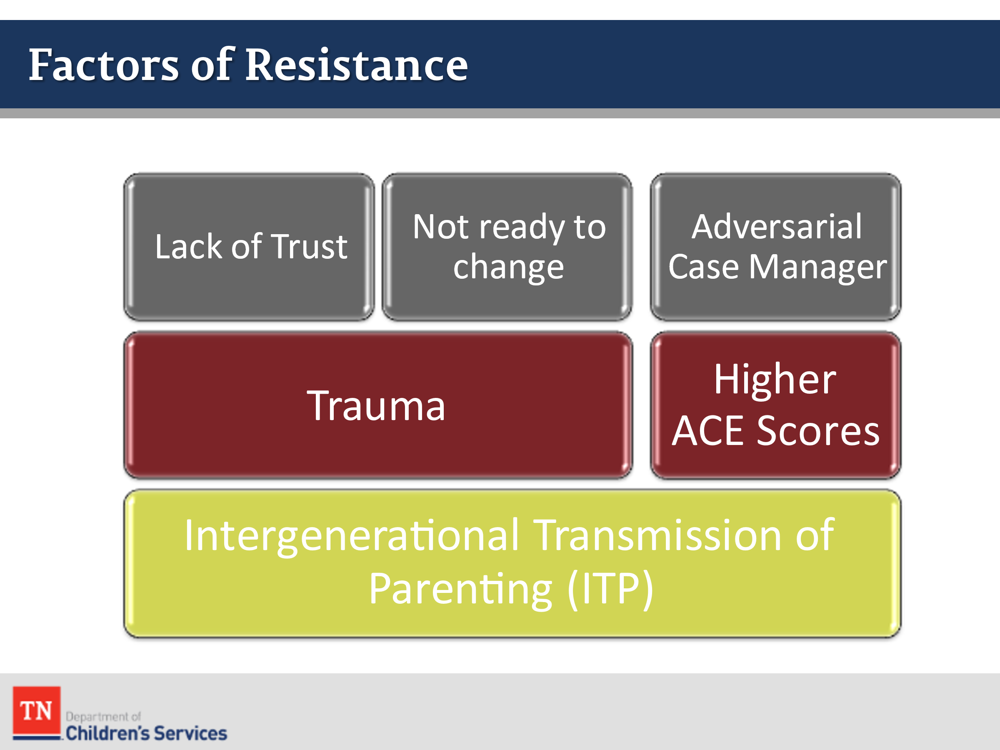 Factors of Resistance
Lack of Trust
Not ready to
change
Adversarial
Case Manager
Trauma
Higher
ACE Scores
Intergenerational Transmission of
Parenting (ITP)
TN
Department of
Children's Services